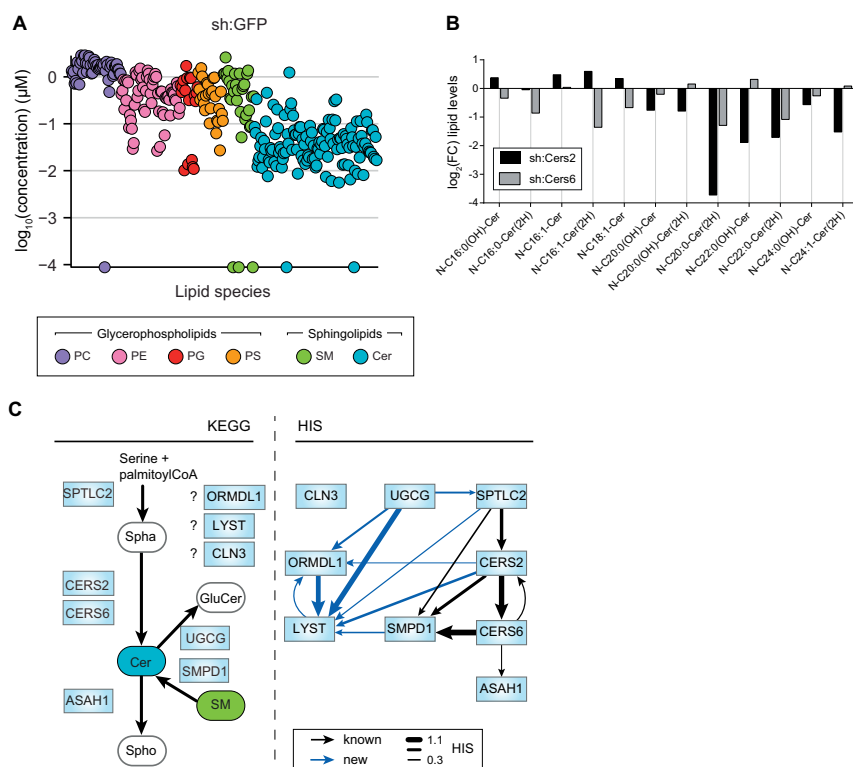 A
sh:GFP
log10(concentration) (µM)
0
−1
−2
−3
−4
Lipid species
Glycerophospholipids
Sphingolipids
PC
PE
PG
PS
SM
Cer
B
log2(FC) lipid levels
1
0
-1
-2
-3
-4
sh:Cers2
sh:Cers6
N-C16:0(OH)-Cer
N-C16:0-Cer(2H)
N-C16:1-Cer
N-C16:1-Cer(2H)
N-C18:1-Cer
N-C20:0(OH)-Cer
N-C20:0(OH)-Cer(2H)
N-C20:0-Cer(2H)
N-C22:0(OH)-Cer
N-C22:0-Cer(2H)
N-C24:0(OH)-Cer
N-C24:1-Cer(2H)
C
KEGG
Serine +
palmitoylCoA
SPTLC2
? ORMDL1
? LYST
? CLN3
Spha
CERS2
CERS6
GluCer
UGCG
Cer
SMPD1
ASAH1
SM
Spho
HIS
CLN3
UGCG
SPTLC2
ORMDL1
CERS2
LYST
SMPD1
CERS6
ASAH1
known
new
1.1
0.3
HIS